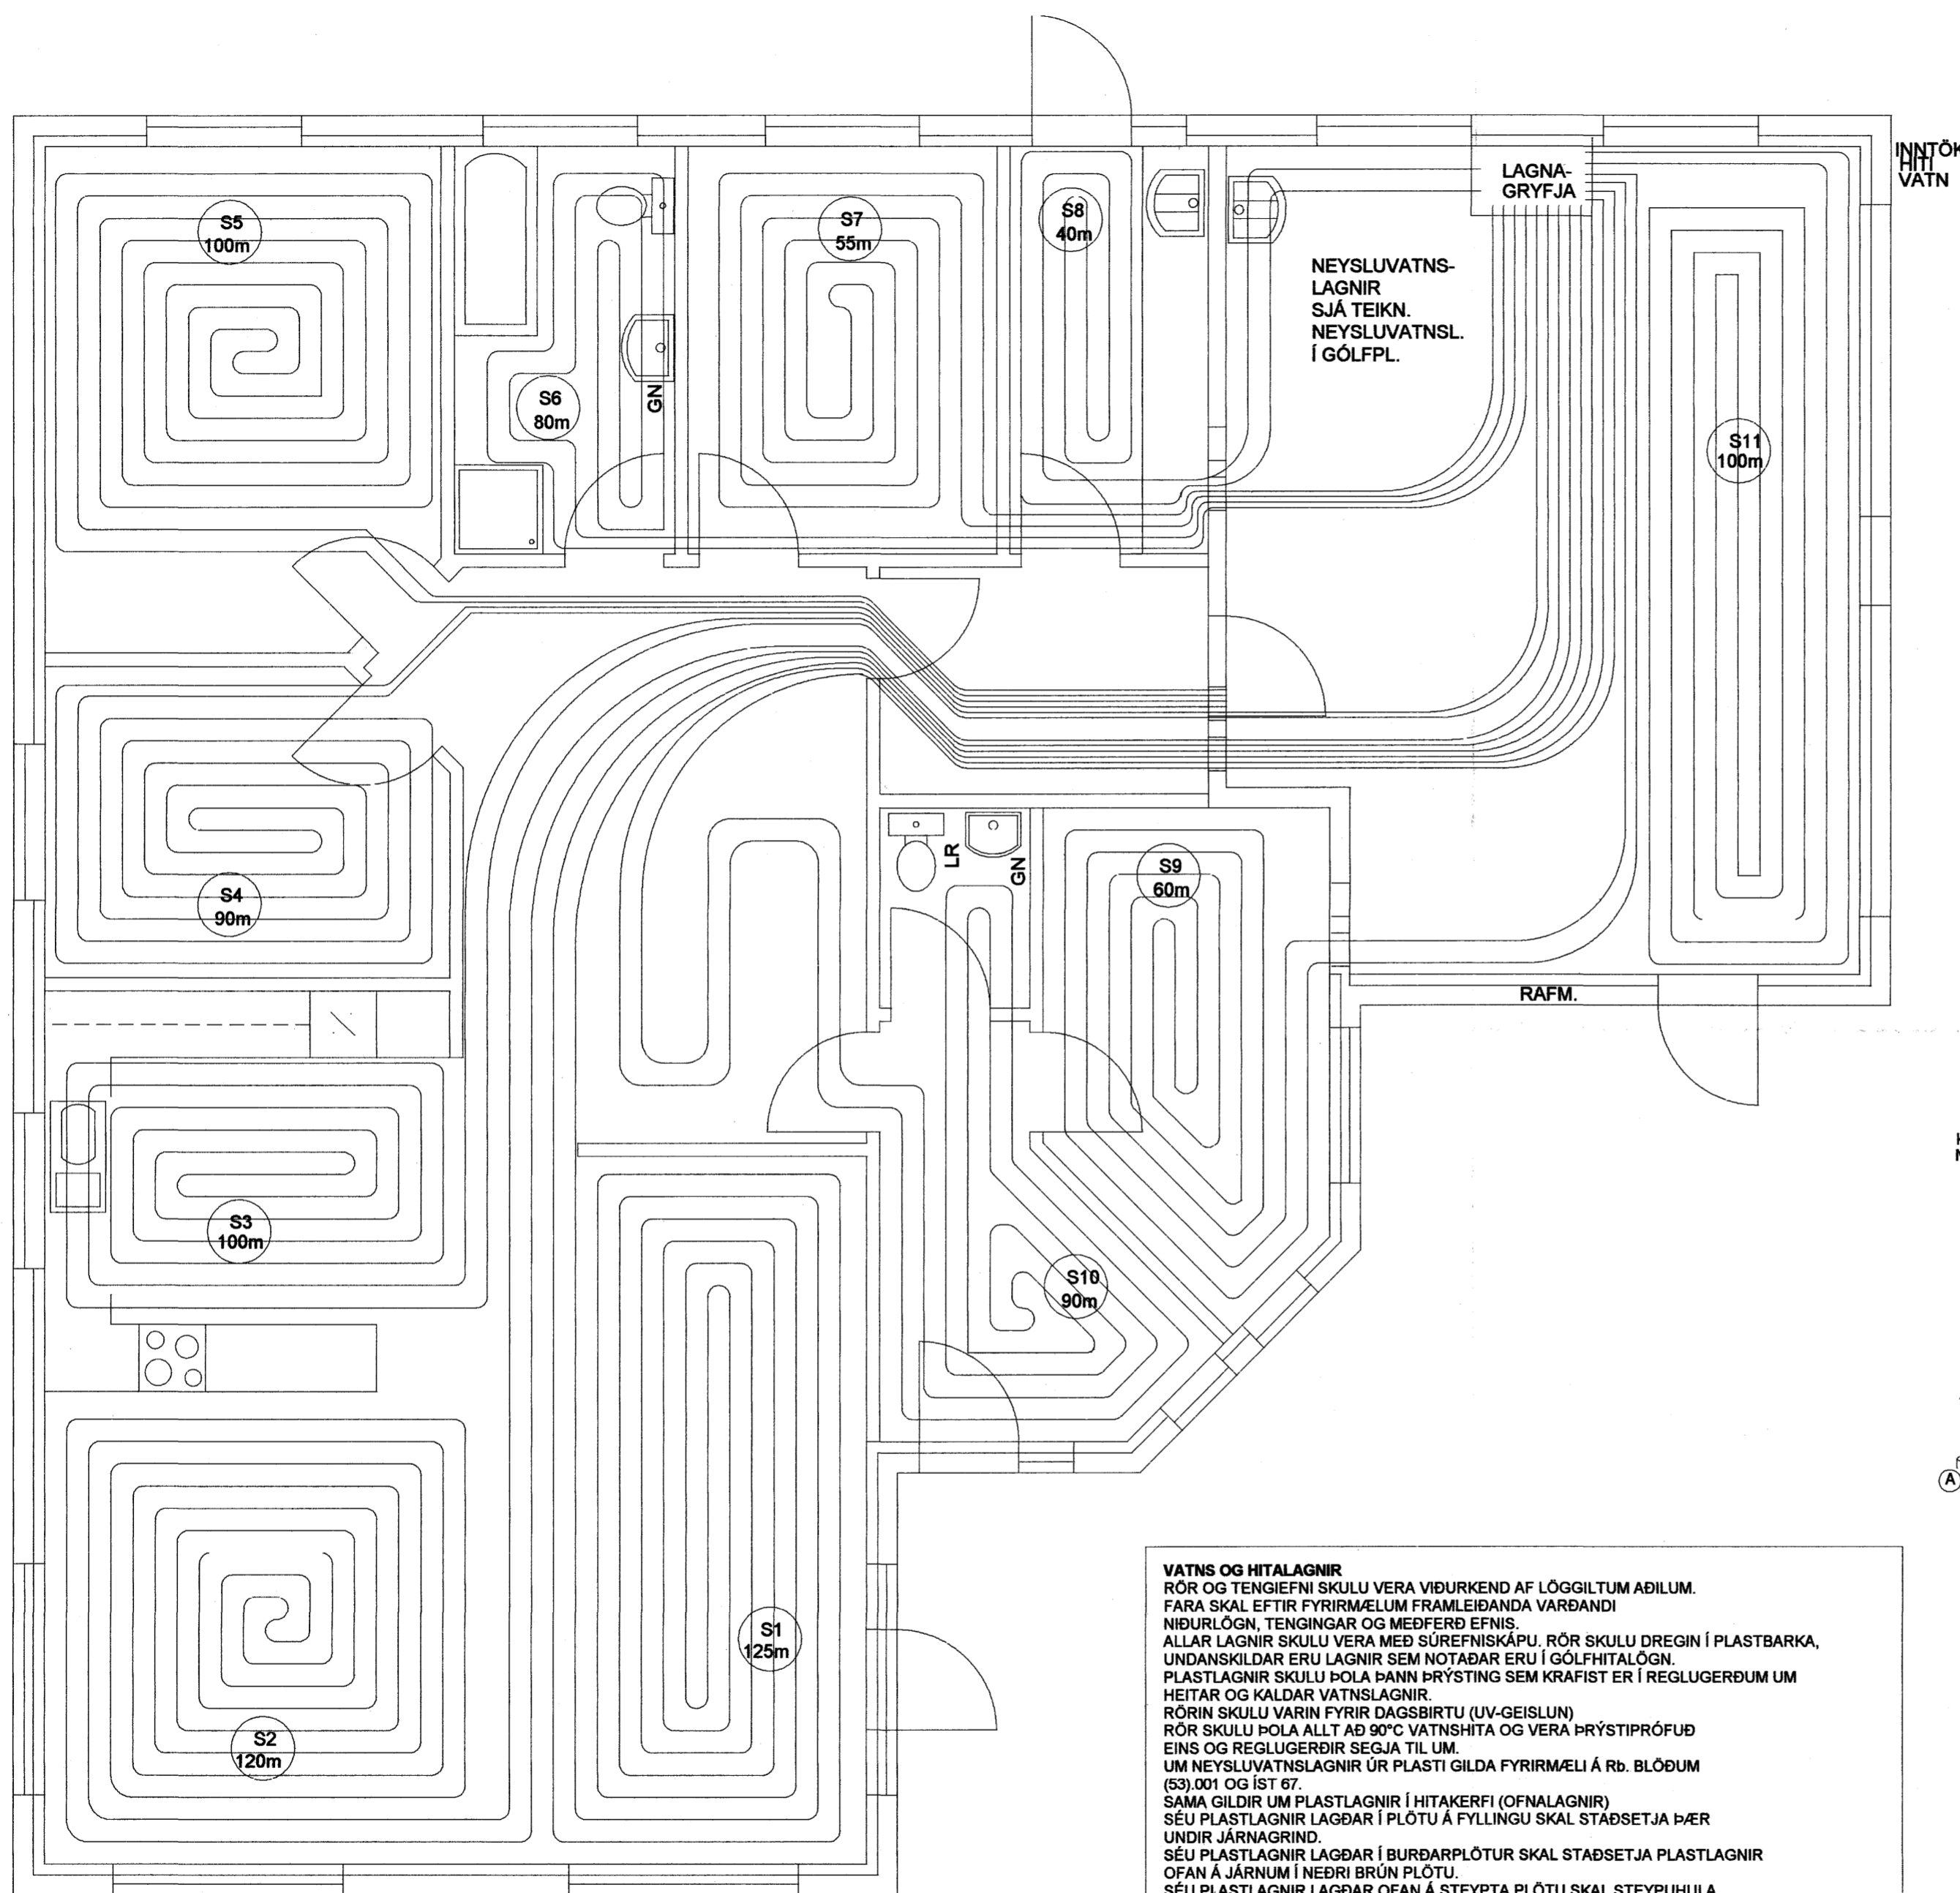 INNTÖK
HITI
VATN
LAGNA-
GRYFJA
S5
100m
S7
55m
S8
40m
NEYSLUVATNS-
LAGNIR
SJÁ TEIKN.
NEYSLUVATNSL.
Í GÓLFPL.
S6
80m
GN
S11
100m
S4
90m
LR
GN
S9
60m
RAFM.
S3
100m
S10
90m
A
S1
125m
S2
120m
VATNS OG HITALAGNIR
RÖR OG TENGIEFNI SKULU VERA VIÐURKEND AF LÖGGILTUM AÐILUM.
FARA SKAL EFTIR FYRIRMÆLUM FRAMLEIÐANDA VARÐANDI
NIÐURLÖGN, TENGINGAR OG MEÐFERÐ EFNIS.
ALLAR LAGNIR SKULU VERA MEÐ SÚREFNISKÁPU. RÖR SKULU DREGIN Í PLASTBARKA,
UNDANSKILDAR ERU LAGNIR SEM NOTAÐAR ERU Í GÓLFHITALÖGN.
PLASTLAGNIR SKULU ÞOLA ÞANN ÞRÝSTING SEM KRAFIST ER Í REGLUGERÐUM UM
HEITAR OG KALDAR VATNSLAGNIR.
RÖRIN SKULU VARIN FYRIR DAGSBIRTU (UV-GEISLUN)
RÖR SKULU ÞOLA ALLT AÐ 90°C VATNSHITA OG VERA ÞRÝSTIPRÓFUÐ
EINS OG REGLUGERÐIR SEGJA TIL UM.
UM NEYSLUVATNSLAGNIR ÚR PLASTI GILDA FYRIRMÆLI Á Rb. BLÖÐUM
(53).001 OG ÍST 67.
SAMA GILDIR UM PLASTLAGNIR Í HITAKERFI (OFNALAGNIR)
SÉU PLASTLAGNIR LAGÐAR Í PLÖTU Á FYLLINGU SKAL STAÐSETJA ÞÆR
UNDIR JÁRNAGRIND.
SÉU PLASTLAGNIR LAGÐAR Í BURÐARPLÖTUR SKAL STAÐSETJA PLASTLAGNIR
OFAN Á JÁRNUM Í NEÐRI BRÚN PLÖTU.
SÉU PLASTLAGNIR LAGÐAR OFAN Á STEYPTA PLÖTU SKAL STEYPUHULA